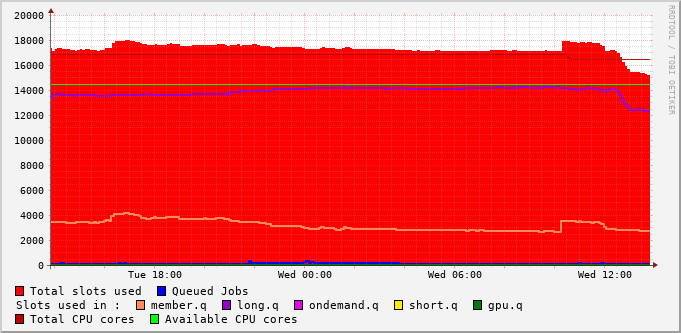 20000
18000
16000
14000
12000
10000
8000
6000
4000
2000
0
Tue 18:00 Wed 00:00 Wed 06:00 Wed 12:00
RRDTOOL / TOBI OETIKER
Total slots used Queued Jobs
Slots used in : member.q long.q ondemand.q short.q gpu.q
Total CPU cores Available CPU cores